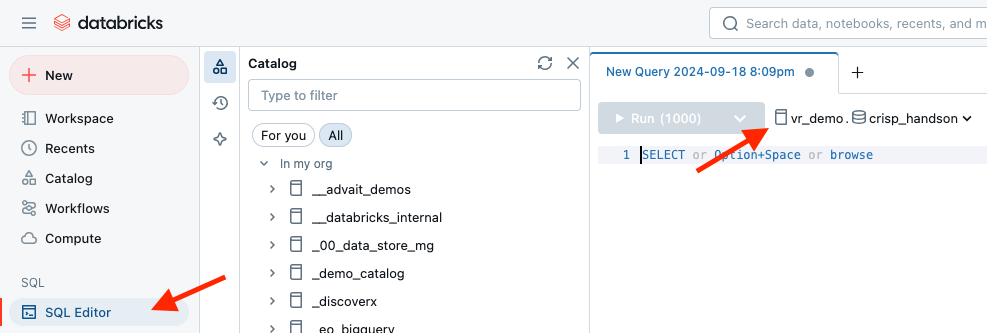 databricks
Search data, notebooks, recents, and m
New
Workspace
Recents
Catalog
Workflows
Compute
SQL
SQL Editor
Catalog
Type to filter
For you All
In my org
__advait_demos
__databricks_internal
_00_data_store_mg
_demo_catalog
_discoverx
_eo_bigquery
New Query 2024-09-18 8:09pm
Run (1000) vr_demo. crisp_handson
1 SELECT or Option+Space or browse